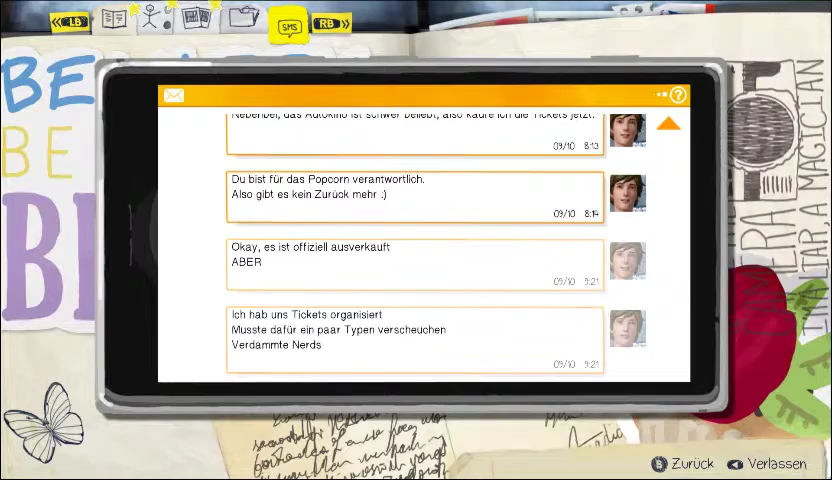 LB
SMS
RB
BE
BE
BE
Nebenbei, das Autokino ist schwer beliebt, also kaufe ich die Tickets jetzt.
09/10 8:13
Du bist für das Popcorn verantwortlich.
Also gibt es kein Zurück mehr :)
09/10 8:14
Okay, es ist offiziell ausverkauft
ABER
09/10 9:21
Ich hab uns Tickets organisiert
Musste dafür ein paar Typen verscheuchen
Verdammte Nerds
09/10 9:21
CAMERA
A MAGICIAN
B Zurück
Verlassen